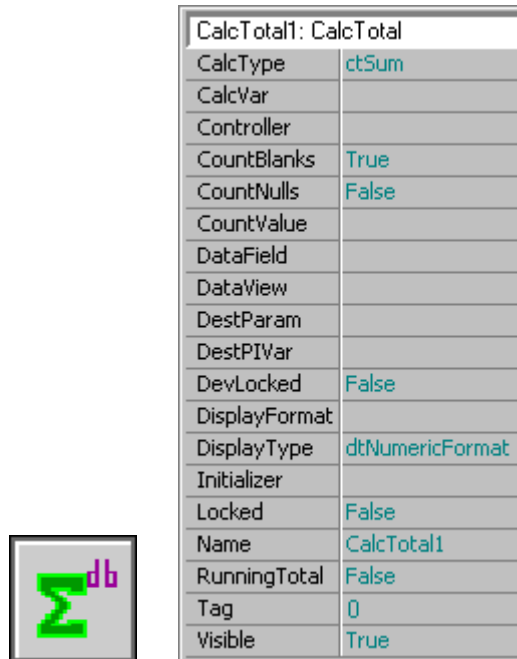 CalcTotal1: CalcTotal
CalcType ctSum
CalcVar
Controller
CountBlanks True
CountNulls False
CountValue
DataField
DataView
DestParam
DestPIVar
DevLocked False
DisplayFormat
DisplayType dtNumericFormat
Initializer
Locked False
Name CalcTotal1
RunningTotal False
Tag 0
Visible True
Σdb